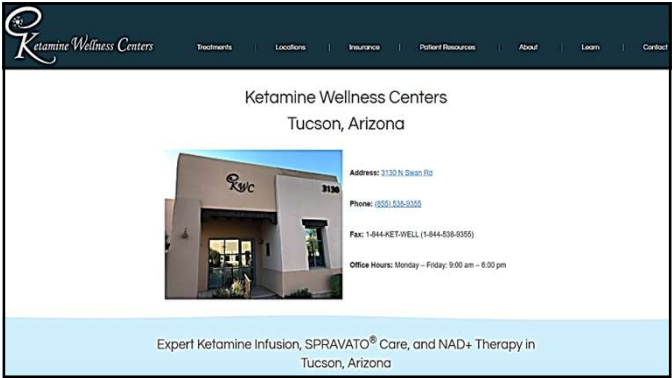 Ketamine Wellness Centers
Treatments | Locations | Insurance | Patient Resources | About | Learn | Contact
Ketamine Wellness Centers
Tucson, Arizona
KWC
3130
Address: 3130 N Swan Rd
Phone: (855) 538-9355
Fax: 1-844-KET-WELL (1-844-538-9355)
Office Hours: Monday – Friday: 9:00 am – 6:00 pm
Expert Ketamine Infusion, SPRAVATO® Care, and NAD+ Therapy in
Tucson, Arizona